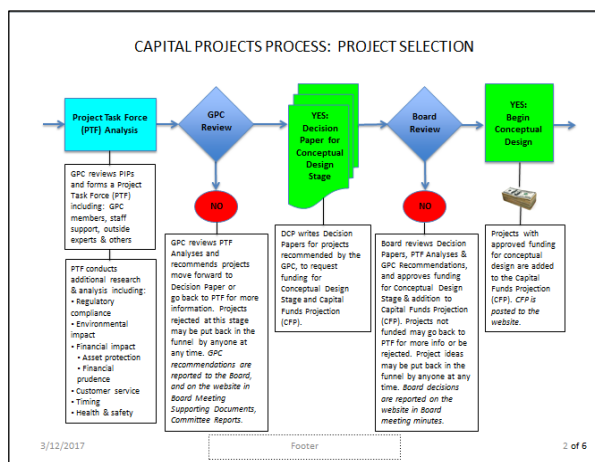 CAPITAL PROJECTS PROCESS: PROJECT SELECTION
Project Task Force
(PTF) Analysis
GPC
Review
YES:
Decision
Paper for
Conceptual
Design
Stage
Board
Review
YES:
Begin
Conceptual
Design
NO
NO
GPC reviews PIPs
and forms a Project
Task Force (PTF)
including: GPC
members, staff
support, outside
experts & others
PTF conducts
additional research
& analysis including:
• Regulatory
compliance
• Environmental
impact
• Financial impact
• Asset protection
• Financial
prudence
• Customer service
• Timing
• Health & safety
GPC reviews PTF
Analyses and
recommends projects
move forward to
Decision Paper or
go back to PTF for more
information. Projects
rejected at this stage
may be put back in the
funnel by anyone at
any time. GPC
recommendations are
reported to the Board,
and on the website in
Board Meeting
Supporting Documents,
Committee Reports.
DCP writes Decision
Papers for projects
recommended by the
GPC, to request
funding for
Conceptual Design
Stage and Capital
Funds Projection
(CFP).
Board reviews Decision
Papers, PTF Analyses &
GPC Recommendations,
and approves funding
for Conceptual Design
Stage & addition to
Capital Funds Projection
(CFP). Projects not
funded may go back to
PTF for more info or be
rejected. Project ideas
may be put back in the
funnel by anyone at any
time. Board decisions
are reported on the
website in Board
meeting minutes.
Projects with
approved funding
for conceptual
design are added to
the Capital Funds
Projection (CFP).
CFP is
posted to the
website.
3/12/2017
Footer
2 of 6